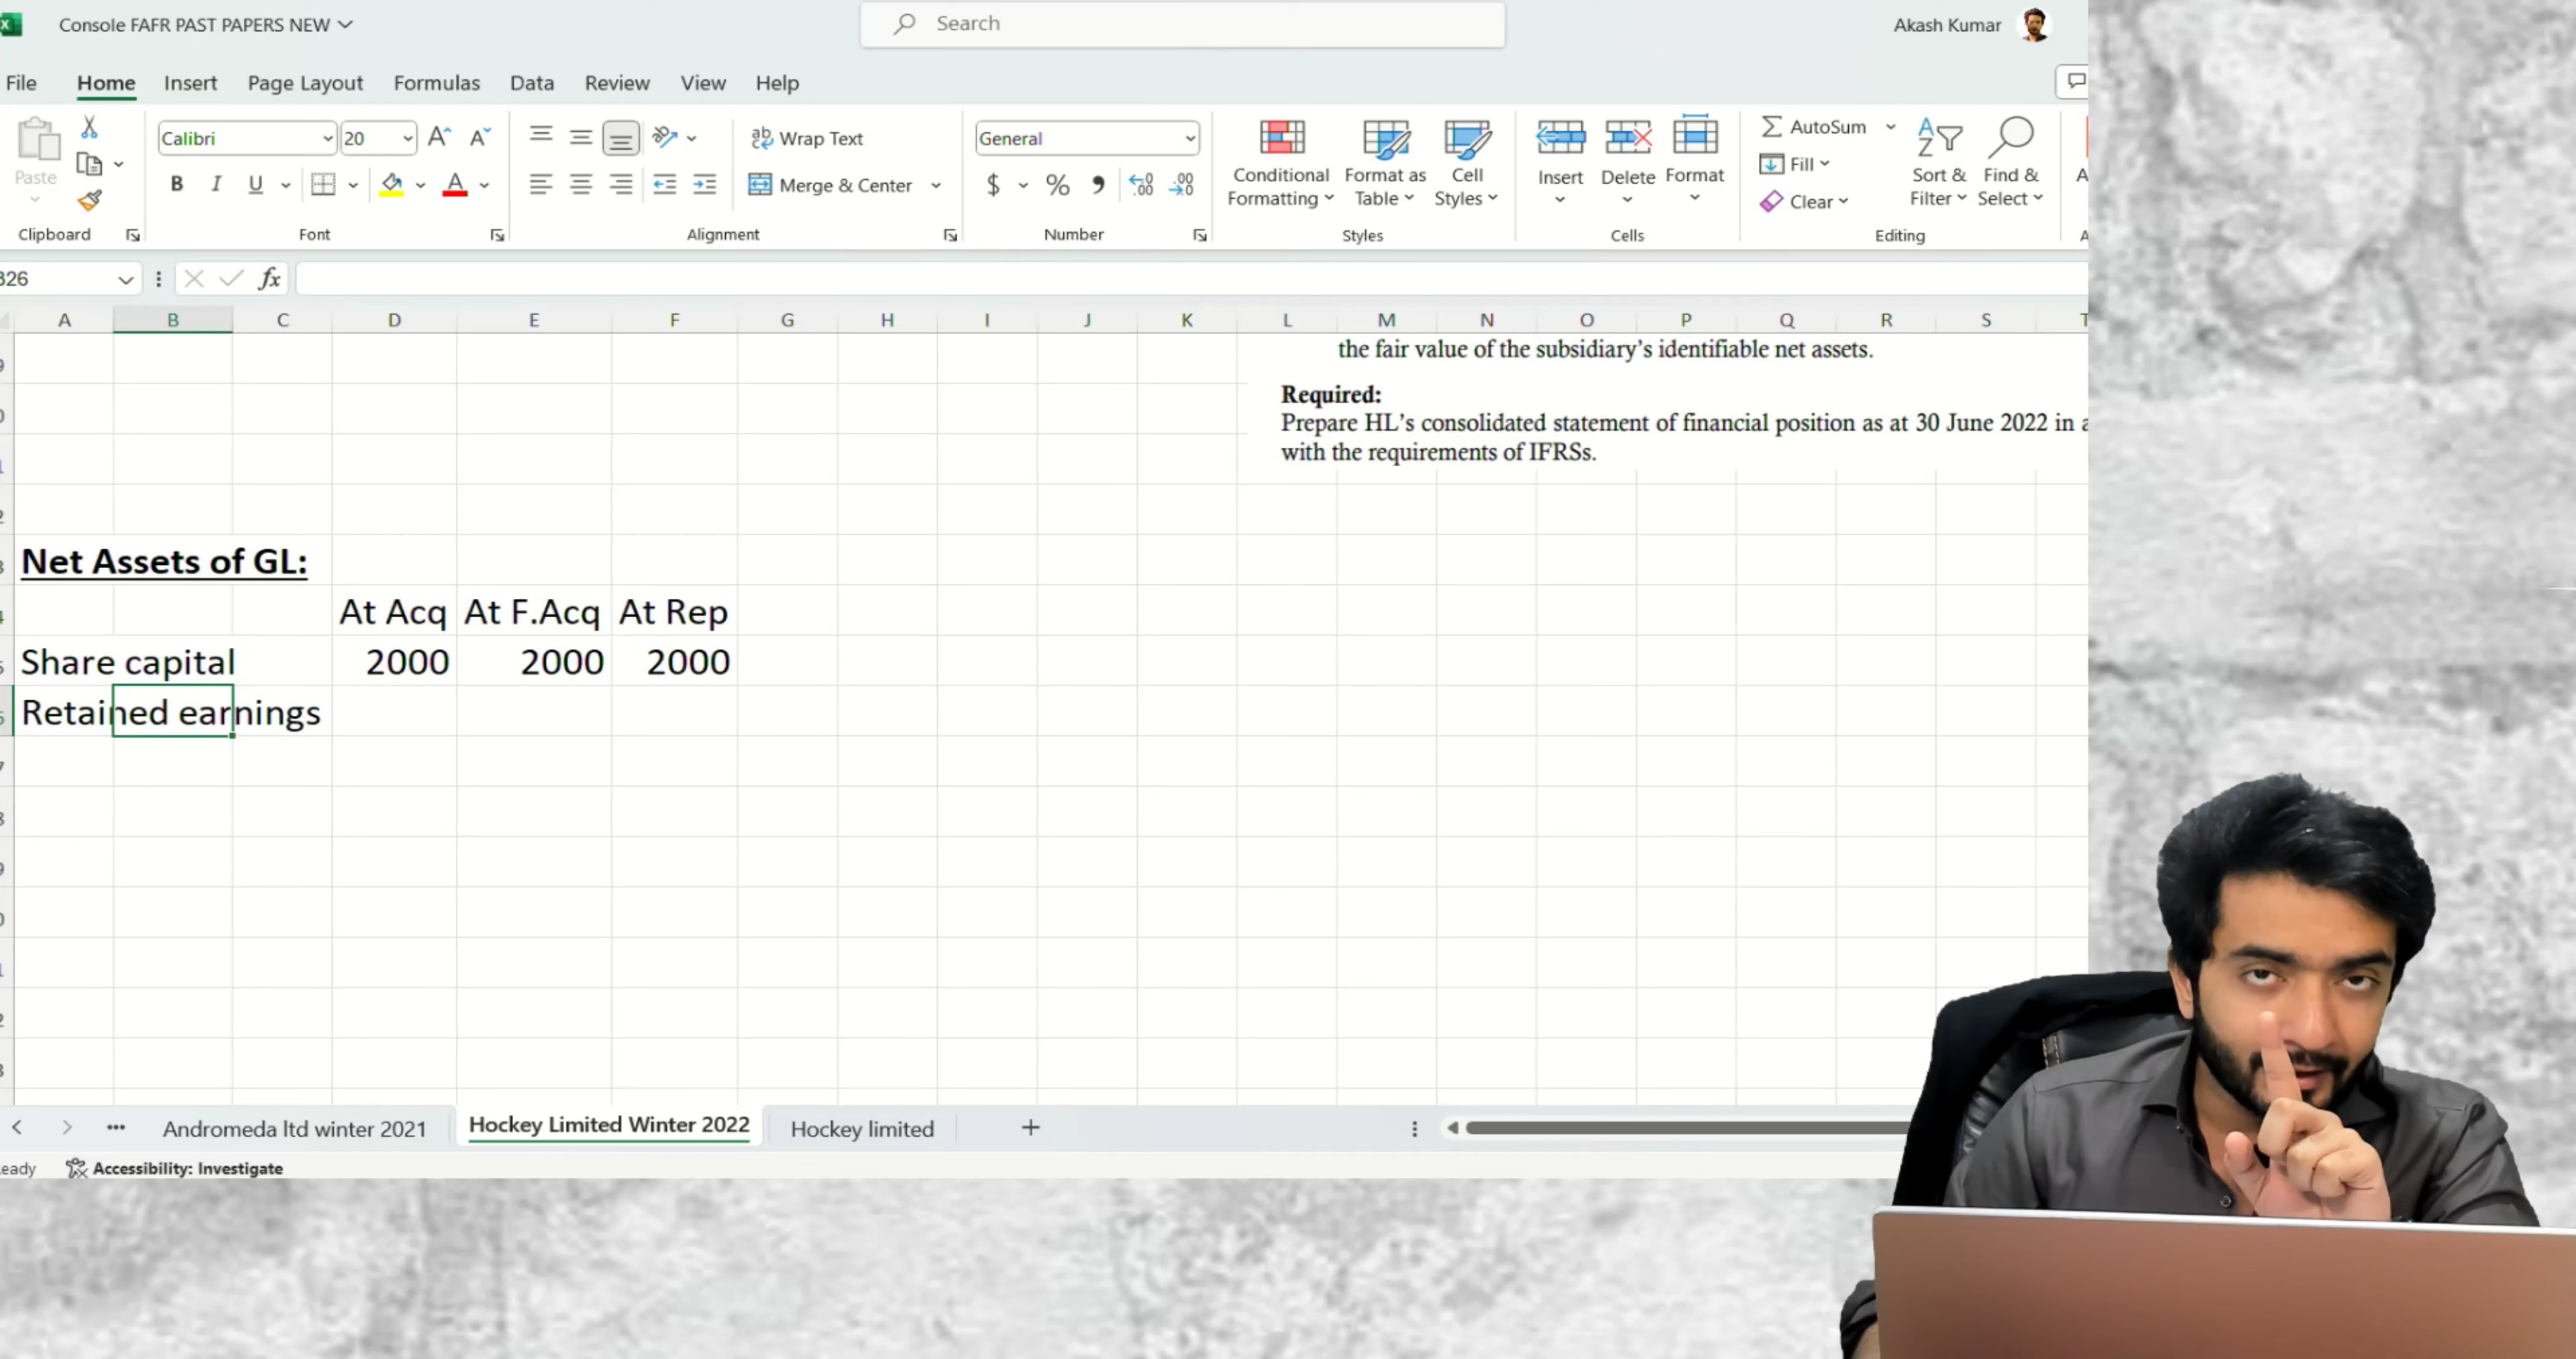 Console FAFR PAST PAPERS NEW
Search
Akash Kumar
File Home Insert Page Layout Formulas Data Review View Help
Paste
Clipboard
Calibri 20
B I U
Font
Wrap Text
Merge & Center
Alignment
General
$ %
Number
Conditional Formatting
Format as Table
Cell Styles
Styles
Insert Delete Format
Cells
AutoSum
Fill
Clear
Sort & Filter
Find & Select
Editing
fx
A B C D E F G H I J K L M N O P Q R S T
the fair value of the subsidiary's identifiable net assets.
Required:
Prepare HL's consolidated statement of financial position as at 30 June 2022 in a
with the requirements of IFRSs.
Net Assets of GL:
At Acq At F.Acq At Rep
Share capital 2000 2000 2000
Retained earnings
Andromeda ltd winter 2021 Hockey Limited Winter 2022 Hockey limited
Accessibility: Investigate